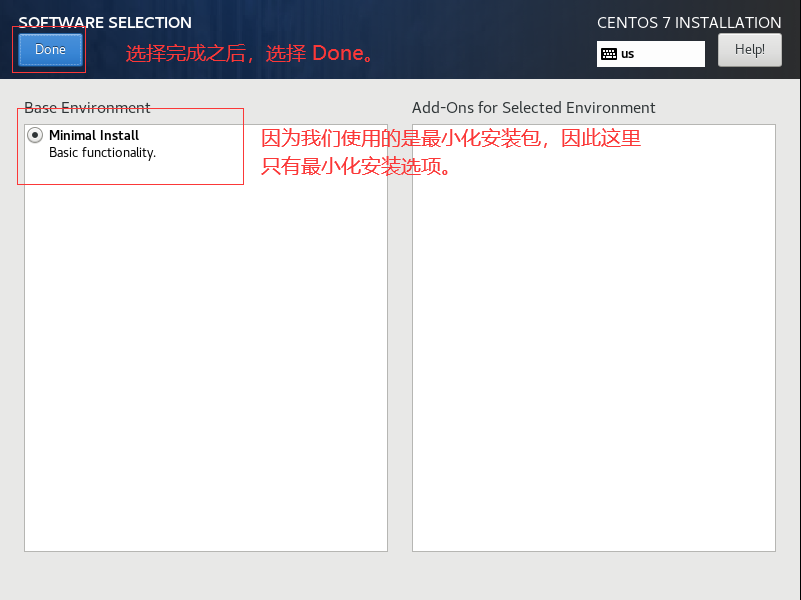 SOFTWARE SELECTION
CENTOS 7 INSTALLATION
Done
选择完成之后，选择 Done。
us
Help!
Base Environment
Add-Ons for Selected Environment
Minimal Install
Basic functionality.
因为我们使用的是最小化安装包，因此这里
只有最小化安装选项。